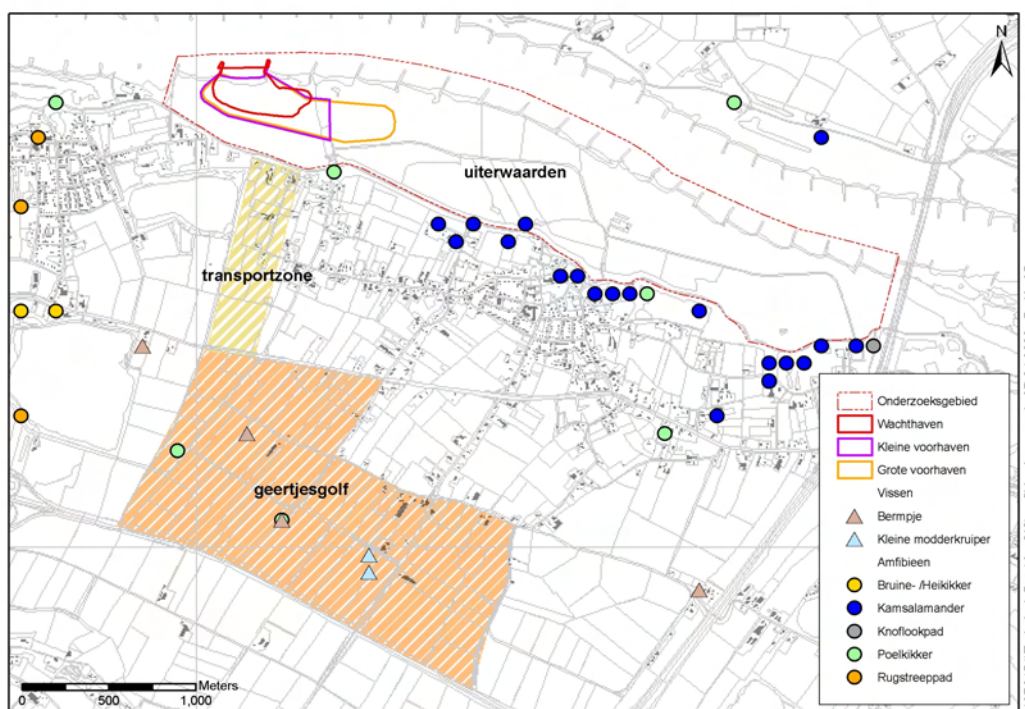 N
uiterwaarden
transportzone
geertjesgolf
Onderzoeksgebied
Wachthaven
Kleine voorhaven
Grote voorhaven
Vissen
Bermpje
Kleine modderkruiper
Amfibieen
Bruine- /Heikikker
Kamsalamander
Knoflookpad
Poelkikker
Rugstreeppad
Meters
0 500 1,000